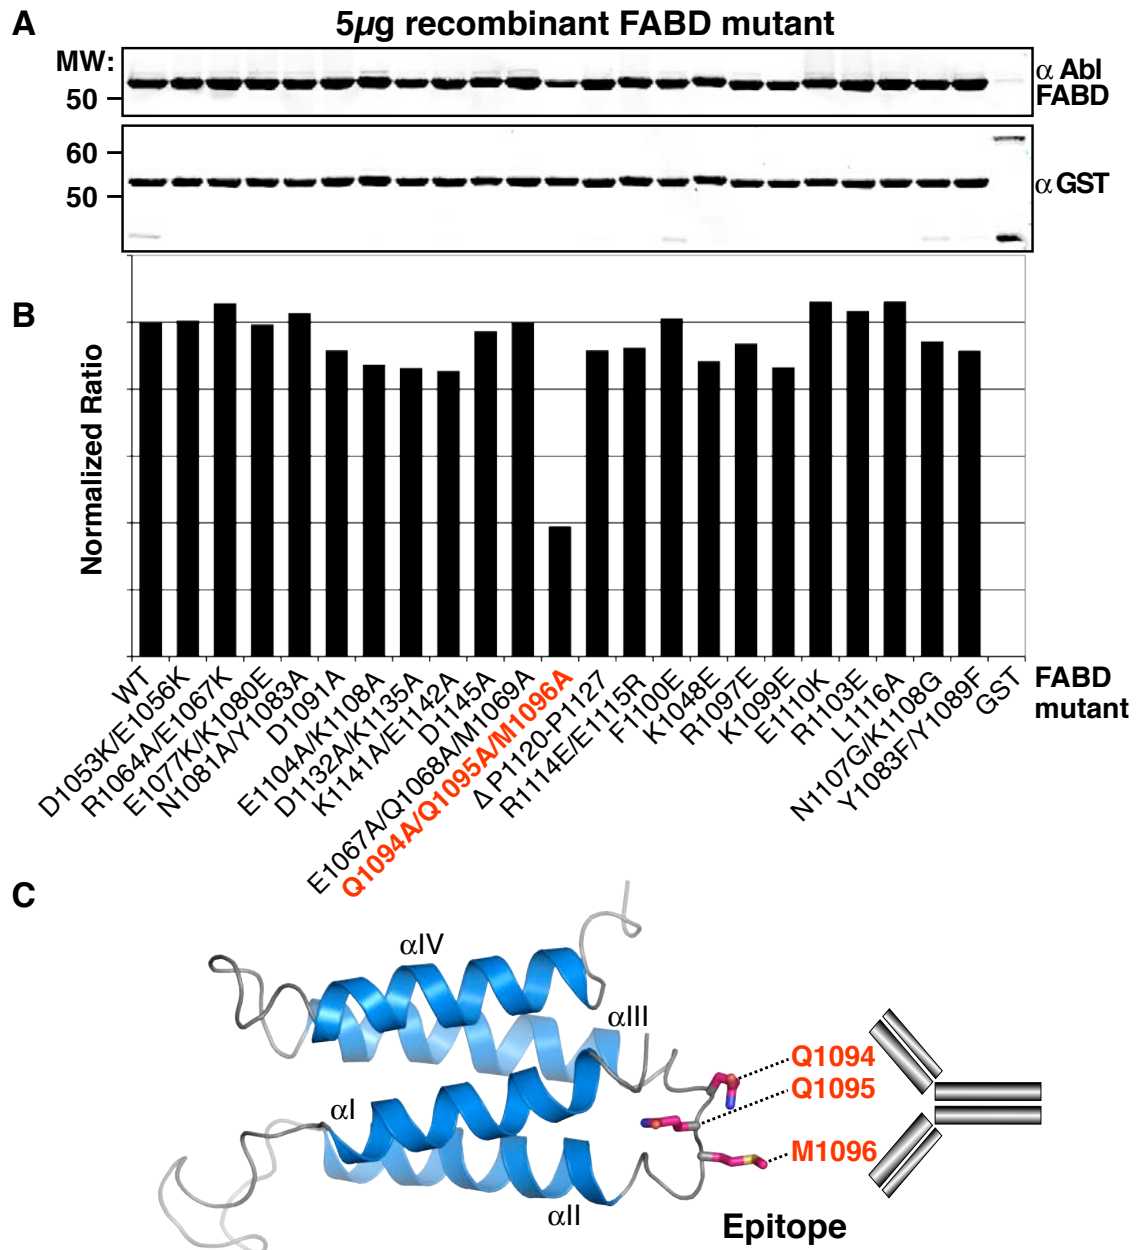 A
5µg recombinant FABD mutant
MW:
50
α Abl
FABD
60
50
α GST
B
Normalized Ratio
WT
D1053K/E1056K
R1064A/E1067K
E1077K/K1080E
N1081A/Y1083A
D1091A
E1104A/K1108A
D1132A/K1135A
K1141A/E1142A
D1145A
E1067A/Q1068A/M1069A
Q1094A/Q1095A/M1096A
Δ P1120-P1127
R1114E/E1115R
F1100E
K1048E
R1097E
K1099E
E1110K
R1103E
L1116A
N1107G/K1108G
Y1083F/Y1089F
GST
FABD
mutant
C
αIV
αIII
αI
αII
Q1094
Q1095
M1096
Epitope